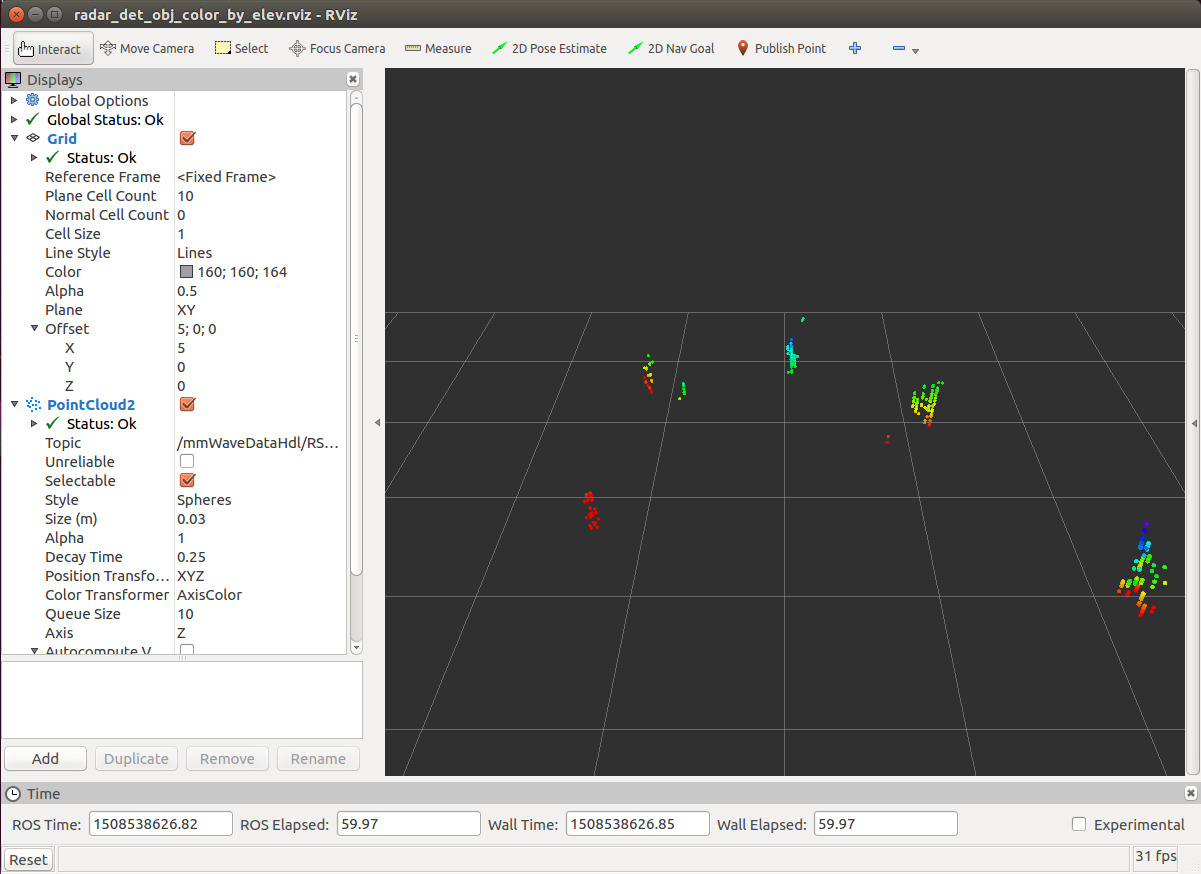 radar_det_obj_color_by_elev.rviz - RViz
Interact Move Camera Select Focus Camera Measure 2D Pose Estimate 2D Nav Goal Publish Point
Displays
Global Options
Global Status: Ok
Grid
Status: Ok
Reference Frame <Fixed Frame>
Plane Cell Count 10
Normal Cell Count 0
Cell Size 1
Line Style Lines
Color 160; 160; 164
Alpha 0.5
Plane XY
Offset 5; 0; 0
X 5
Y 0
Z 0
PointCloud2
Status: Ok
Topic /mmWaveDataHdl/RS...
Unreliable
Selectable
Style Spheres
Size (m) 0.03
Alpha 1
Decay Time 0.25
Position Transfo... XYZ
Color Transformer AxisColor
Queue Size 10
Axis Z
Autocompute V
Add Duplicate Remove Rename
Time
ROS Time: 1508538626.82 ROS Elapsed: 59.97 Wall Time: 1508538626.85 Wall Elapsed: 59.97 Experimental
Reset 31 fps